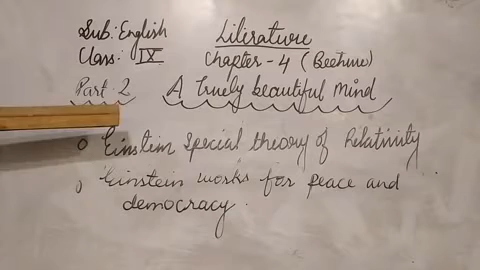 Sub: English Literature
Class: IX Chapter - 4 (Beehive)
Part 2 A Truely beautiful mind
Einstein special theory of Relativity
Einstein works for peace and
democracy.